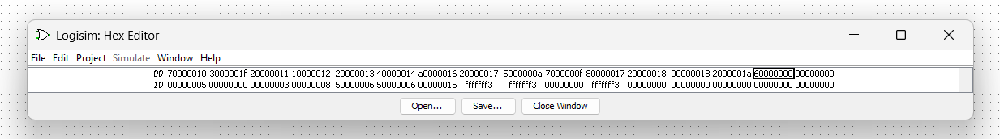 Logisim: Hex Editor
File Edit Project Simulate Window Help
00 70000010 3000001f 20000011 10000012 20000013 40000014 a0000016 20000017 5000000a 7000000f 80000017 20000018 00000018 2000001a 60000000 00000000
10 00000005 00000000 00000003 00000008 50000006 50000006 00000015 fffffff3 fffffff3 00000000 fffffff3 00000000 00000000 00000000 00000000 00000000
Open... Save... Close Window